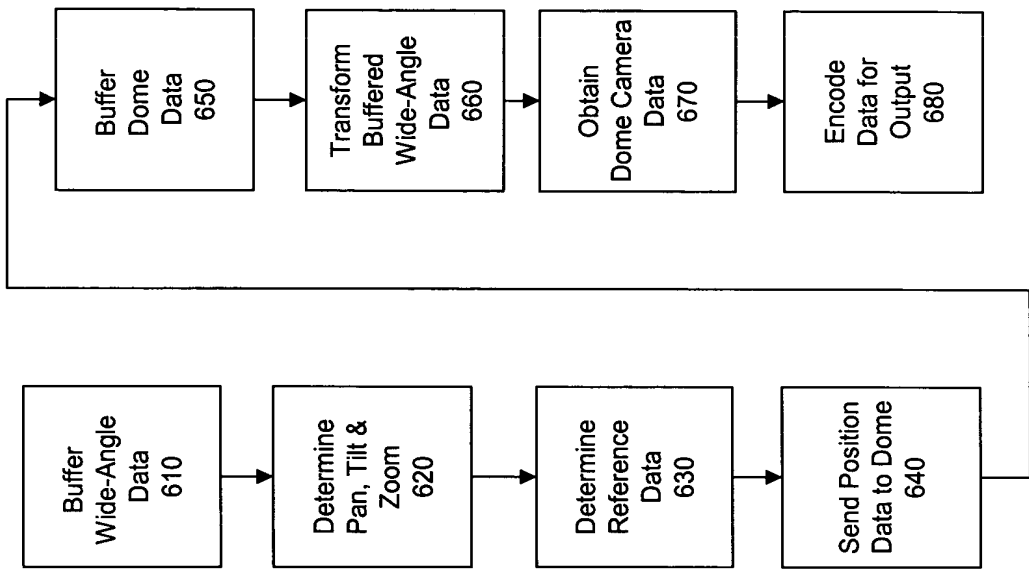 Buffer
Wide-Angle
Data
610
Determine
Pan, Tilt &
Zoom
620
Determine
Reference
Data
630
Send Position
Data to Dome
640
Buffer
Dome
Data
650
Transform
Buffered
Wide-Angle
Data
660
Obtain
Dome Camera
Data
670
Encode
Data for
Output
680